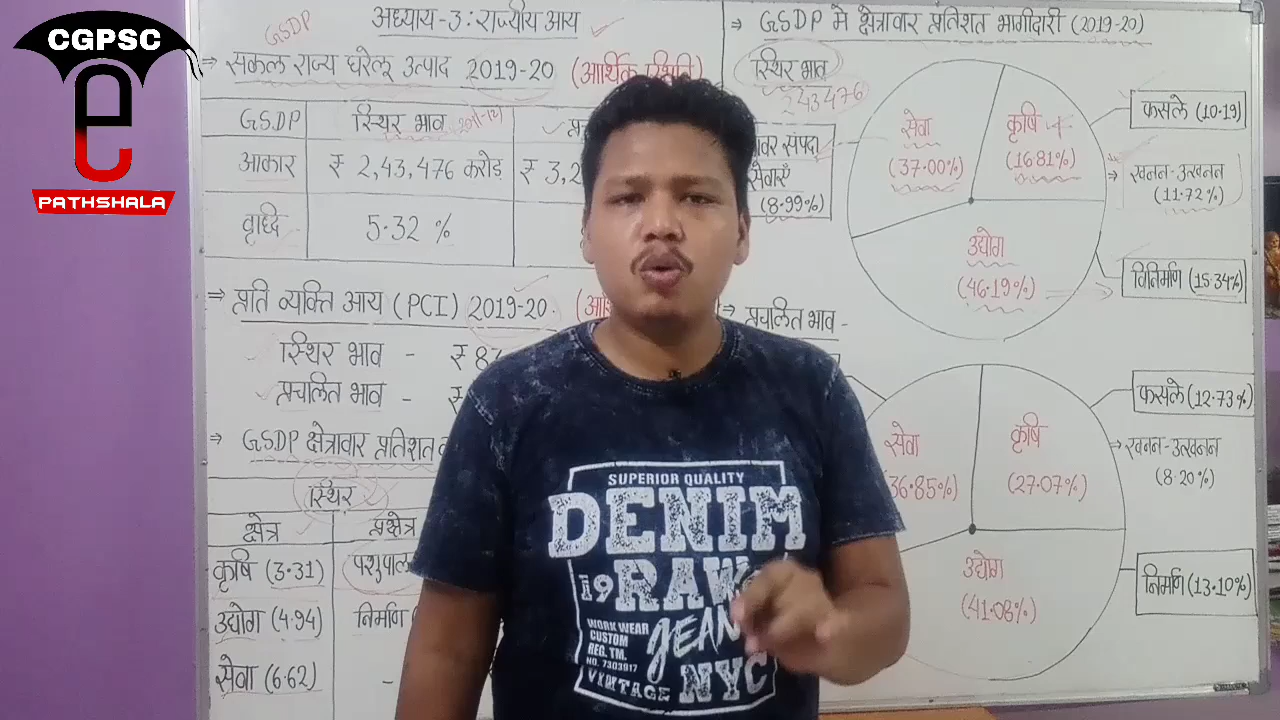 CGPSC
e
PATHSHALA
GSDP
अध्याय-3: राज्यीय आय
⇒ सकल राज्य घरेलू उत्पाद 2019-20 (आर्थिक स्थिति)
GSDP स्थिर भाव (2011-12)
आकार ₹ 2,43,476 करोड़ ₹ 3,2
वृध्दि 5.32 %
⇒ प्रति व्यक्ति आय (PCI) 2019-20
स्थिर भाव - ₹ 83
प्रचलित भाव - ₹
⇒ GSDP क्षेत्रावार प्रतिशत
स्थिर
क्षेत्र प्रक्षेत्र
कृषि (3.31) पशुपाल
उद्योग (4.94) निर्माण
सेवा (6.62) -
⇒ GSDP मे क्षेत्रावार प्रतिशत भागीदारी (2019-20)
स्थिर भाव
243476
संपदा
सेवाएँ
(8.99%)
सेवा
(37.00%)
कृषि
(16.81%)
उद्योग
(46.19%)
फसले (10.19)
⇒ खनन-उत्खनन
(11.72%)
विनिर्माण (15.34%)
⇒ प्रचलित भाव -
सेवा
36.85%)
कृषि
(27.07%)
उद्योग
(41.08%)
फसले (12.73%)
खनन-उत्खनन
(8.20%)
निर्माण (13.10%)
SUPERIOR QUALITY
DENIM
19 RAW
WORK WEAR
CUSTOM
REG. TM.
NO. 7303917
JEAN
VINTAGE NYC